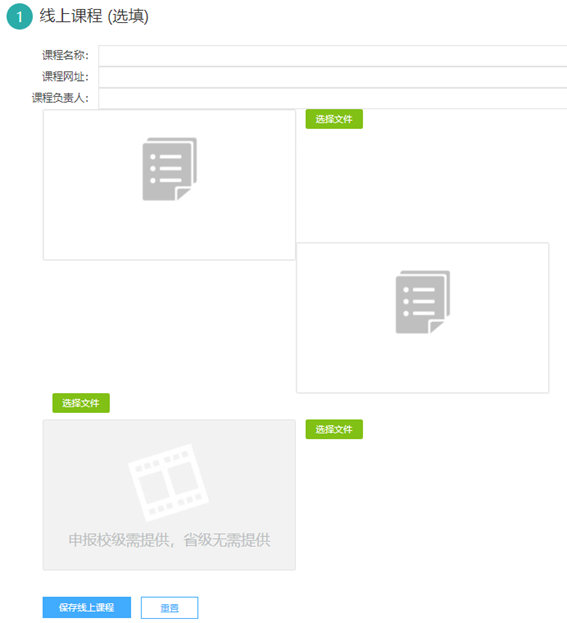 1 线上课程 (选填)
课程名称：
课程网址：
课程负责人：
选择文件
选择文件
选择文件
申报校级需提供，省级无需提供
保存线上课程 重置